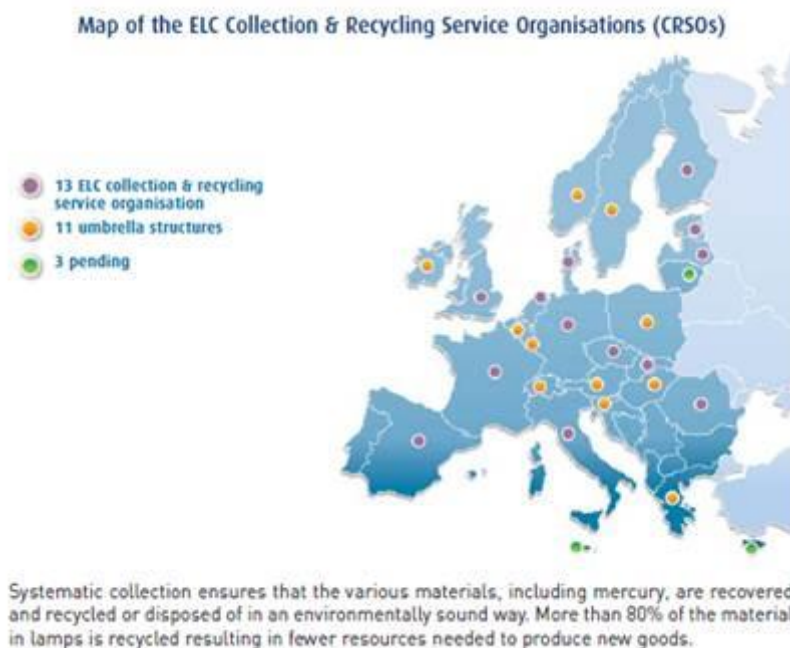 Map of the ELC Collection & Recycling Service Organisations (CRSOs)
13 ELC collection & recycling
service organisation
11 umbrella structures
3 pending
Systematic collection ensures that the various materials, including mercury, are recovered
and recycled or disposed of in an environmentally sound way. More than 80% of the material
in lamps is recycled resulting in fewer resources needed to produce new goods.